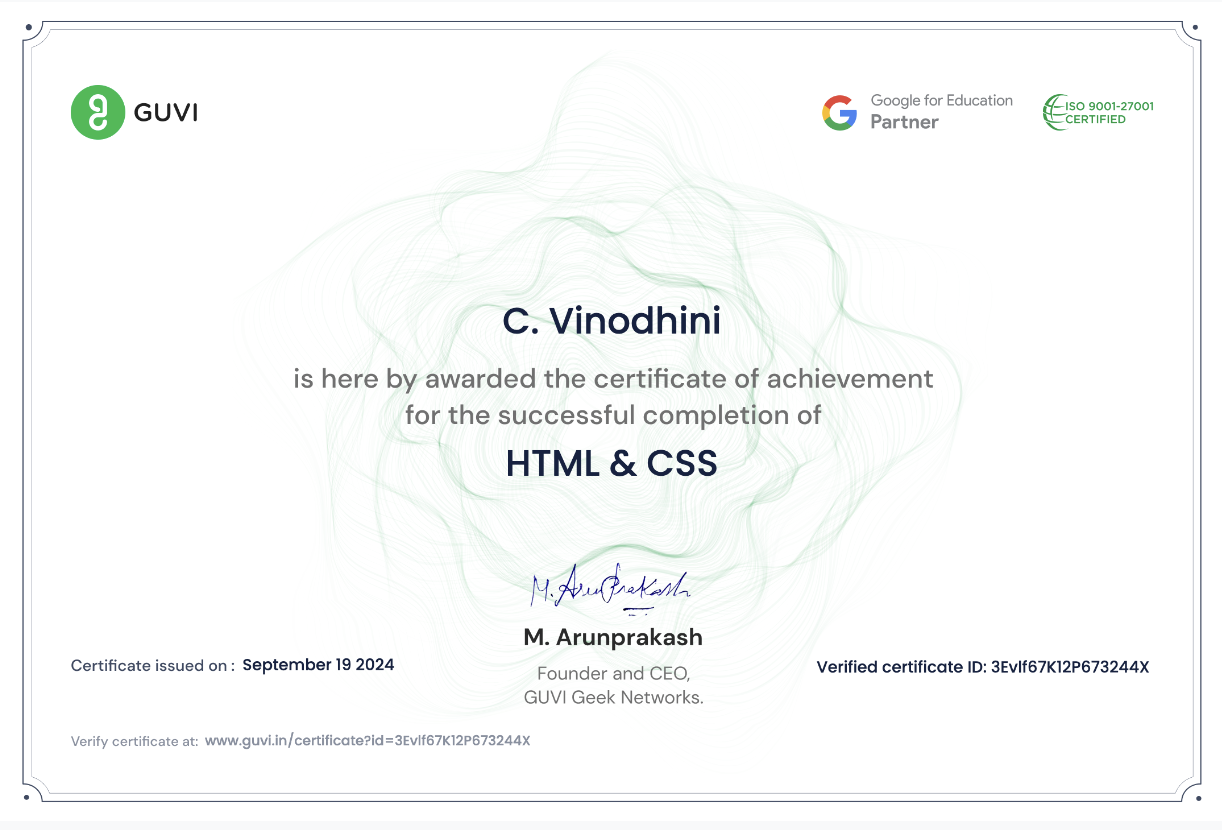 GUVI
Google for Education
Partner
ISO 9001-27001
CERTIFIED
C. Vinodhini
is here by awarded the certificate of achievement
for the successful completion of
HTML & CSS
M. Arunprakash
M. Arunprakash
Founder and CEO,
GUVI Geek Networks.
Certificate issued on : September 19 2024
Verified certificate ID: 3EvIf67K12P673244X
Verify certificate at: www.guvi.in/certificate?id=3EvIf67K12P673244X